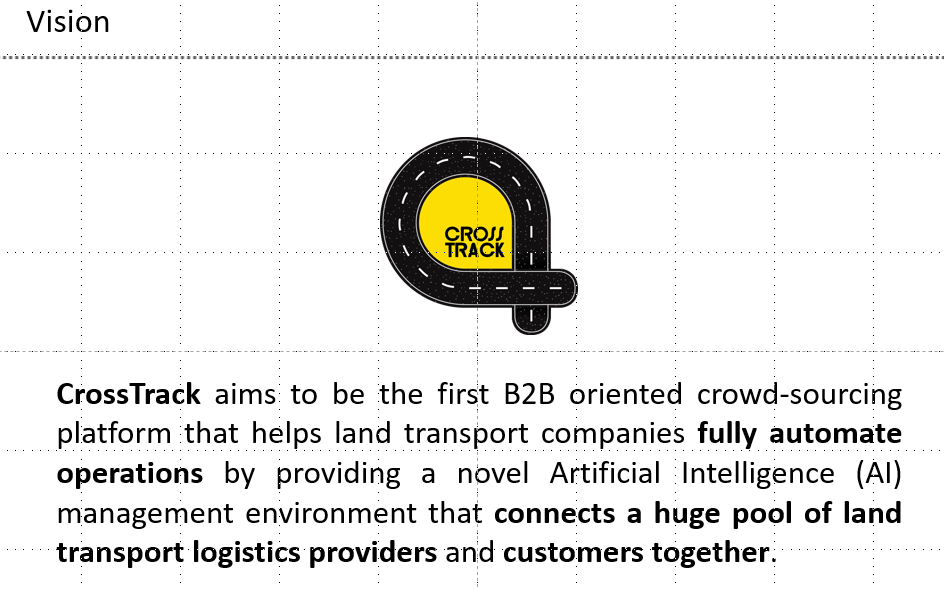 Vision
CROSS
TRACK
CrossTrack aims to be the first B2B oriented crowd-sourcing
platform that helps land transport companies fully automate
operations by providing a novel Artificial Intelligence (AI)
management environment that connects a huge pool of land
transport logistics providers and customers together.